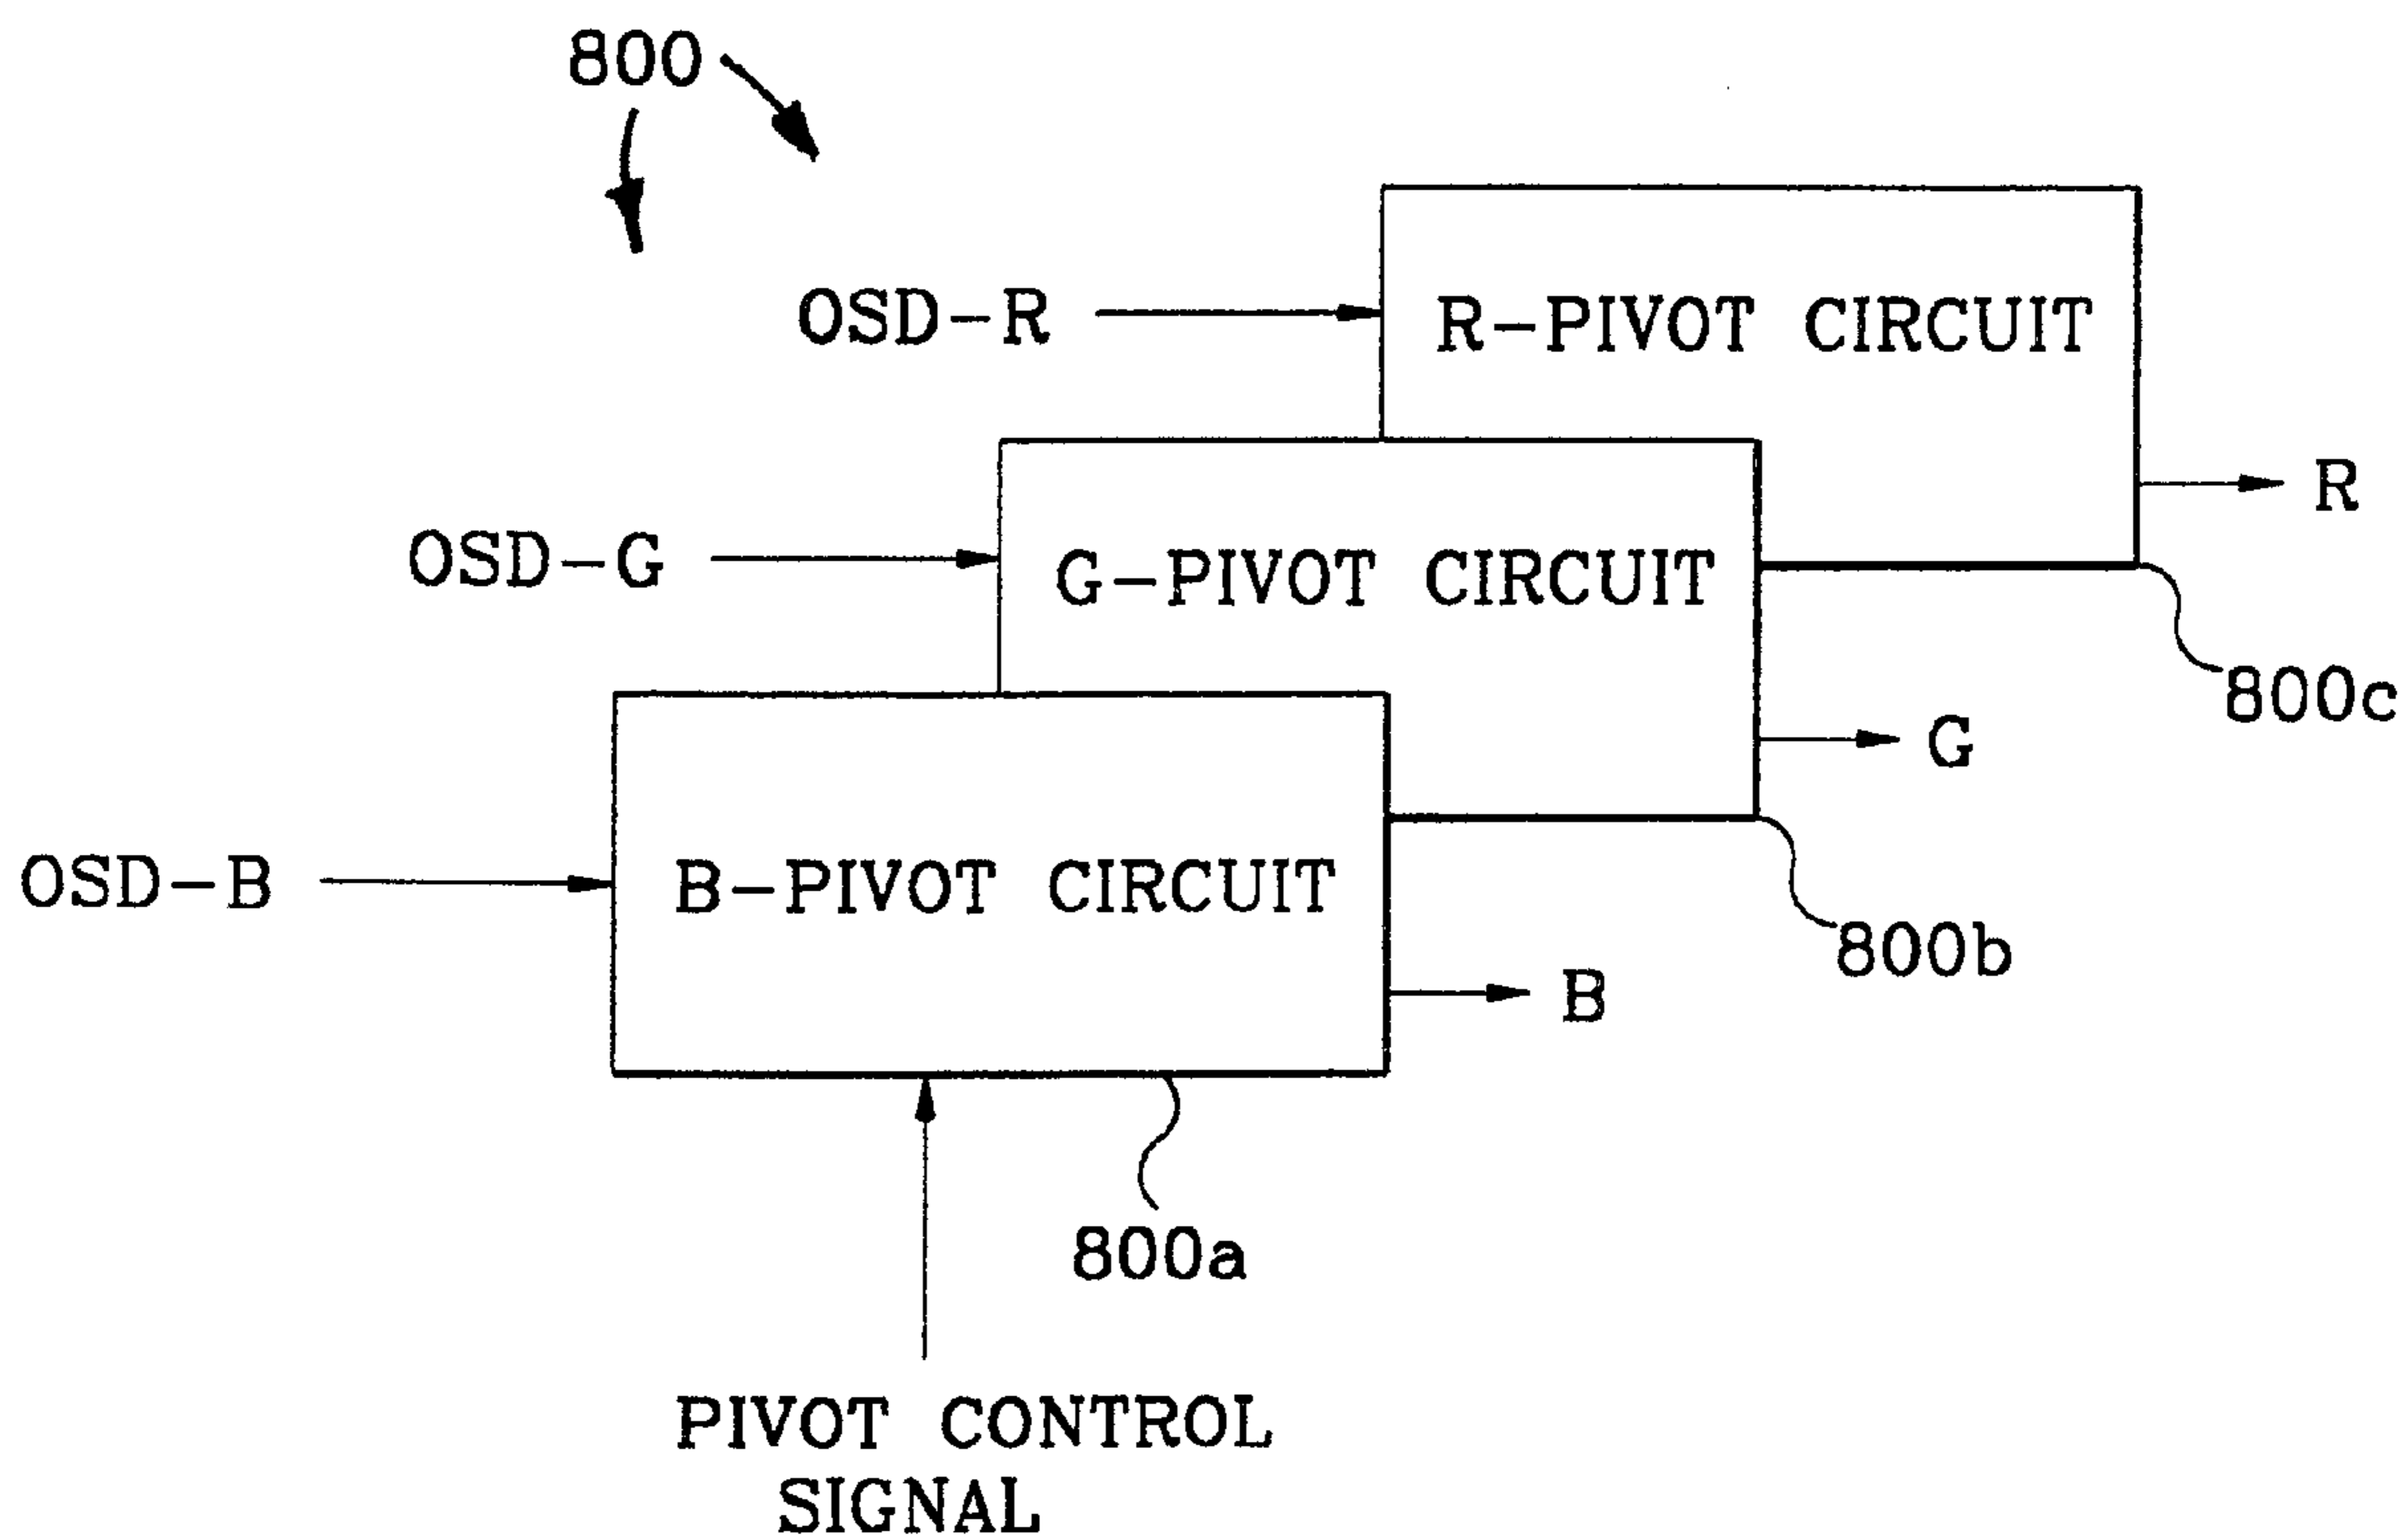 800
OSD-R
R-PIVOT CIRCUIT
R
OSD-G
G-PIVOT CIRCUIT
800c
G
OSD-B
B-PIVOT CIRCUIT
800b
B
800a
PIVOT CONTROL
SIGNAL